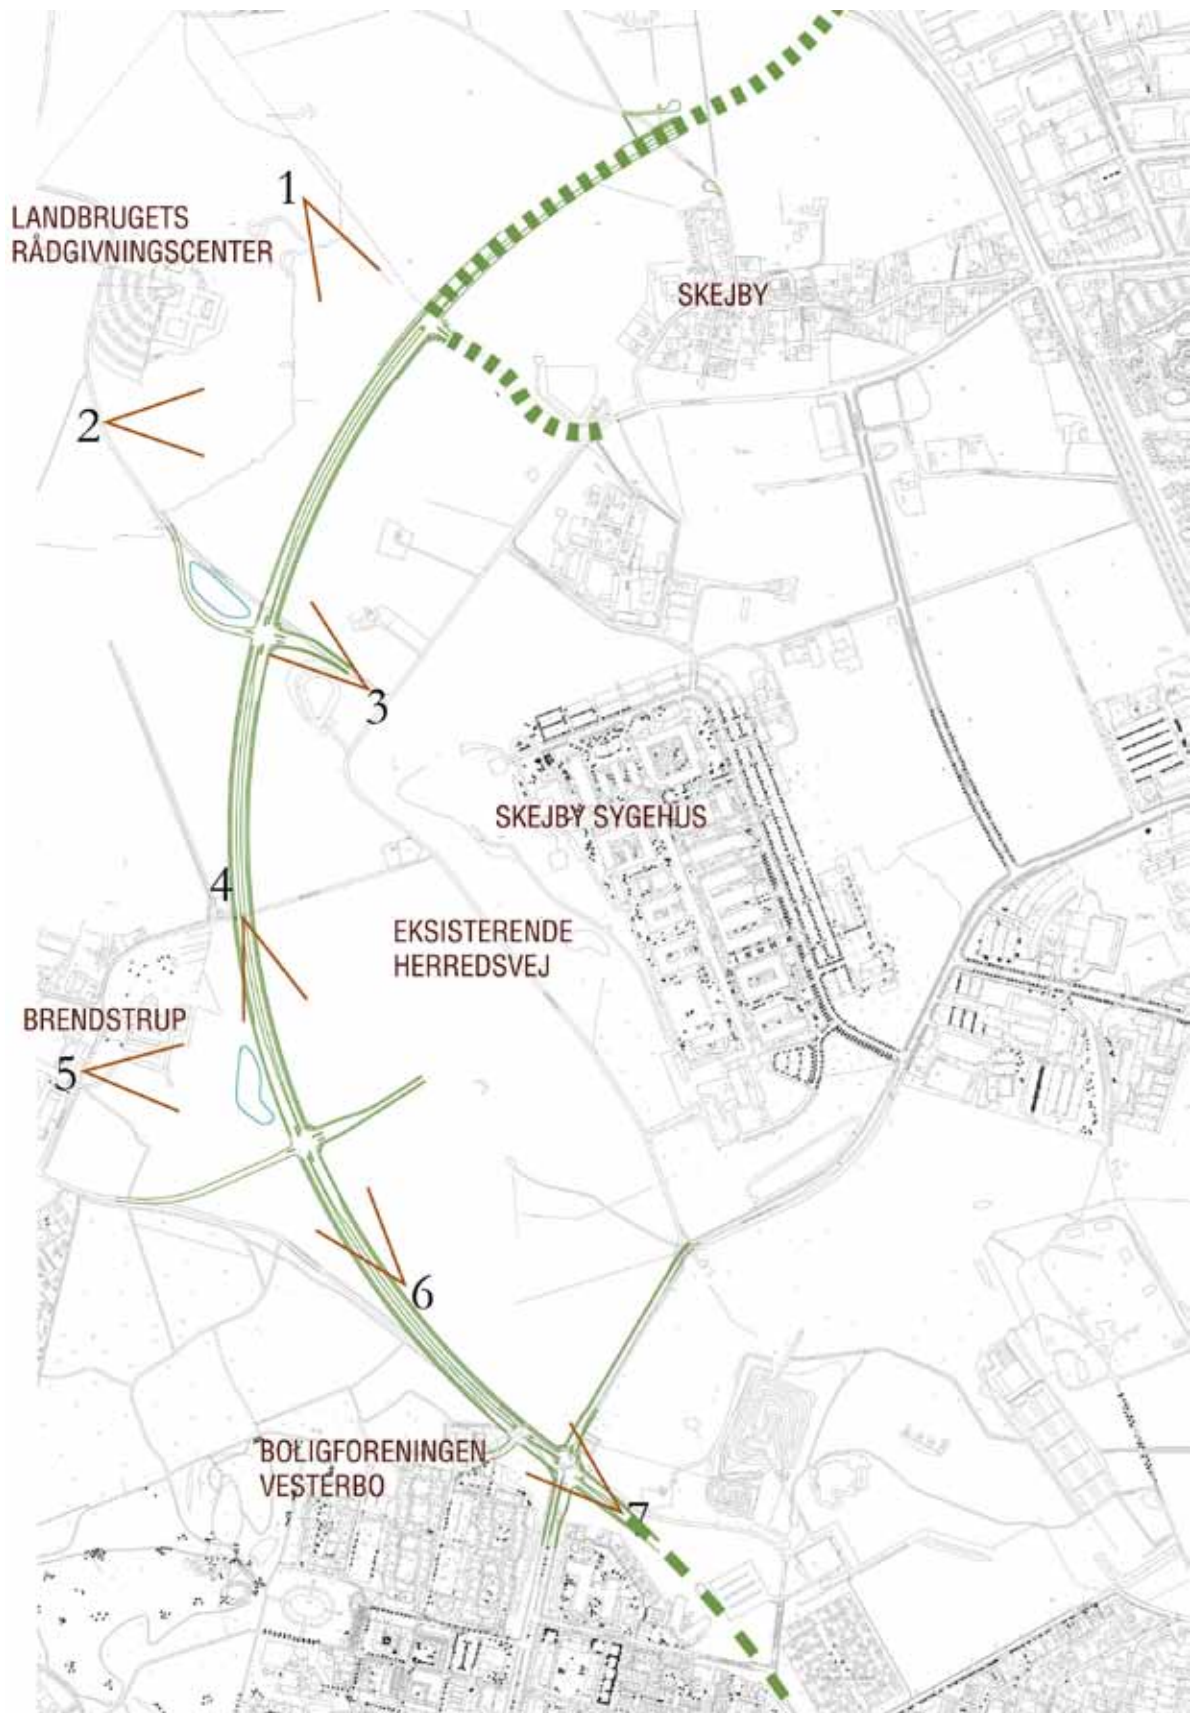 1
LANDBRUGETS
RÅDGIVNINGSCENTER
SKEJBY
2
3
SKEJBY SYGEHUS
4
EKSISTERENDE
HERREDSVEJ
BRENDSTRUP
5
6
BOLIGFORENINGEN
VESTERBO
7